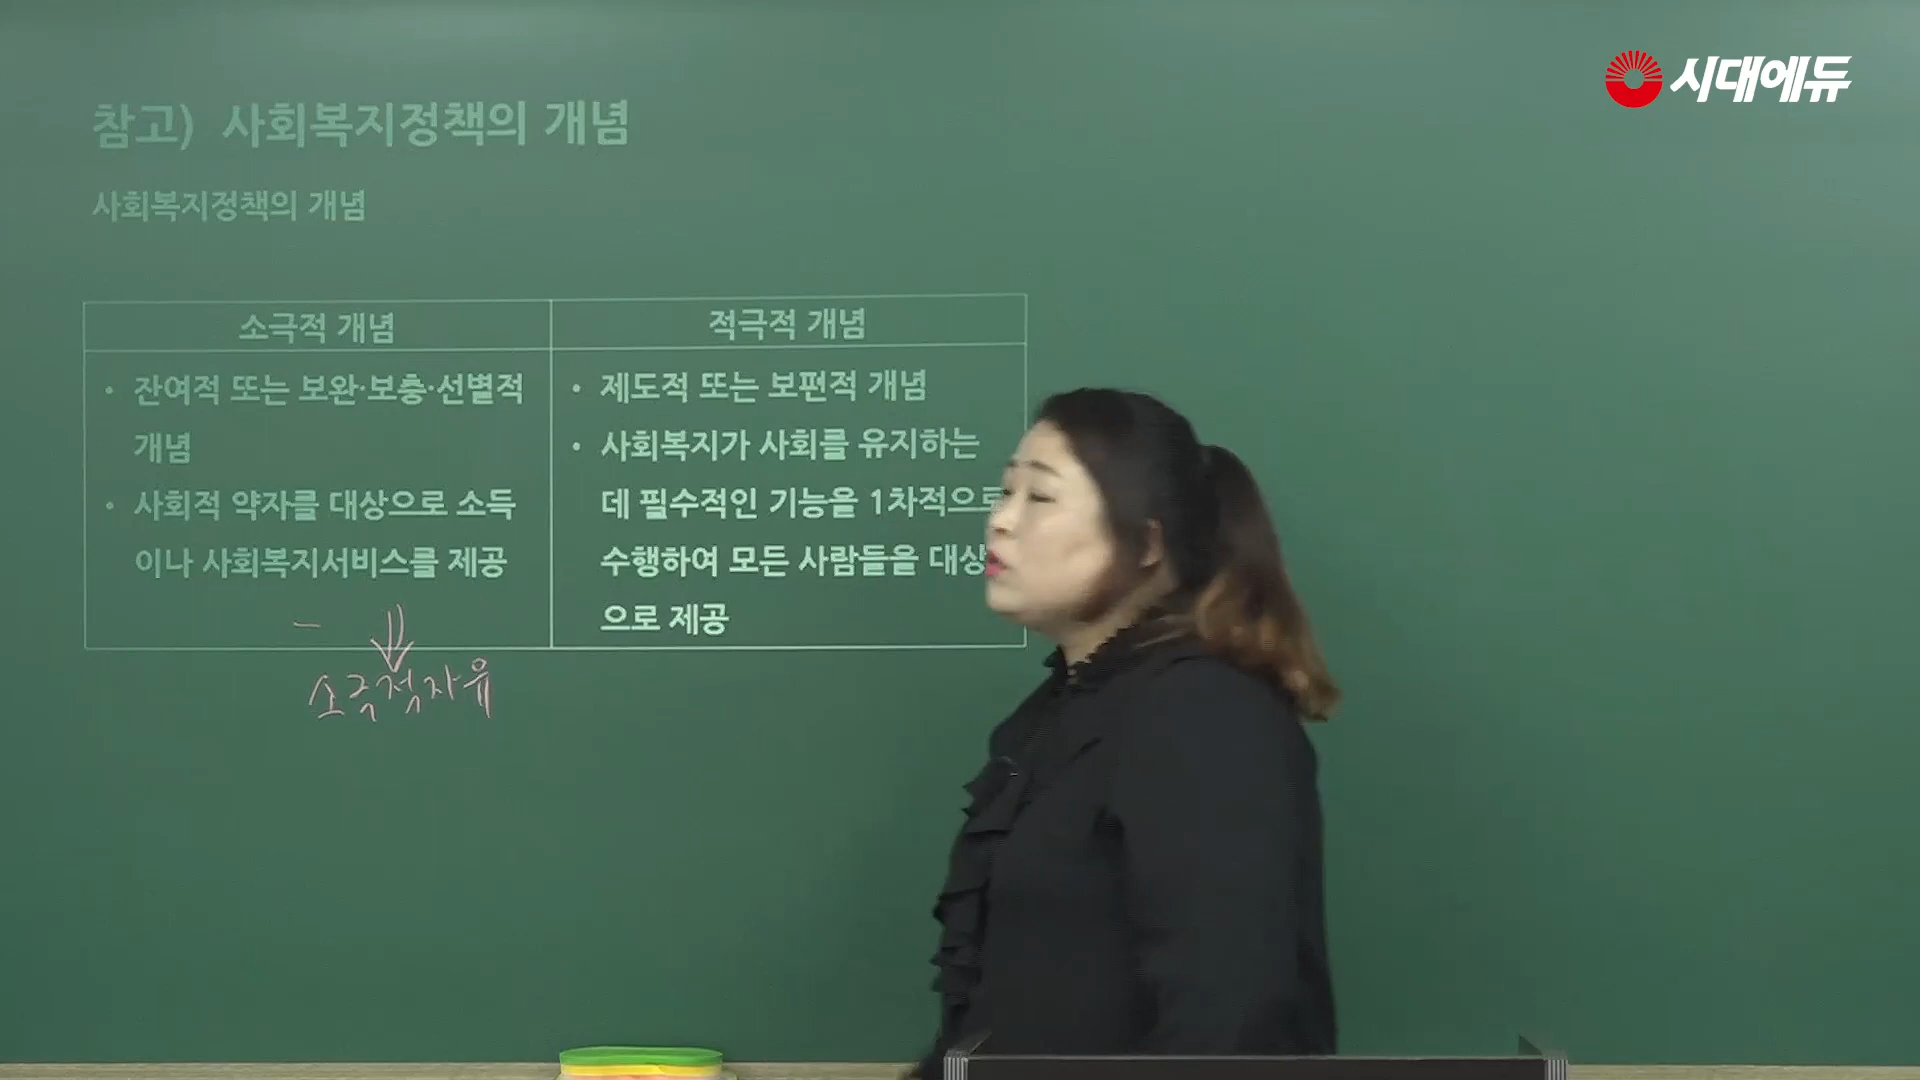 시대에듀
참고) 사회복지정책의 개념
사회복지정책의 개념
소극적 개념
• 잔여적 또는 보완·보충·선별적
개념
• 사회적 약자를 대상으로 소득
이나 사회복지서비스를 제공
적극적 개념
• 제도적 또는 보편적 개념
• 사회복지가 사회를 유지하는
데 필수적인 기능을 1차적으로
수행하여 모든 사람들을 대상
으로 제공
소극적자유